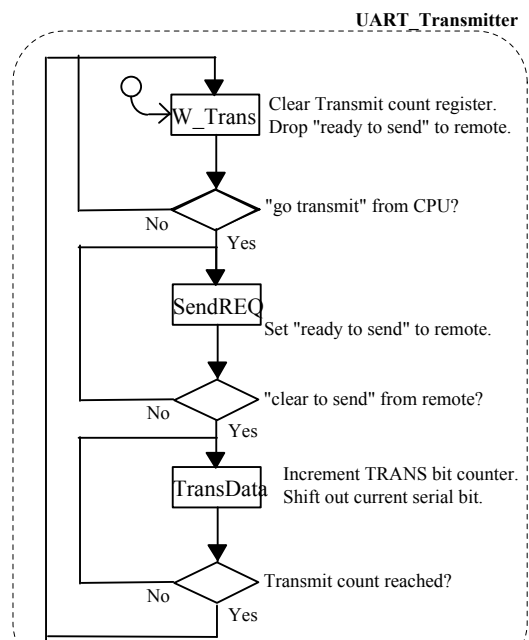 UART_Transmitter
W_Trans
Clear Transmit count register.
Drop "ready to send" to remote.
"go transmit" from CPU?
No
Yes
SendREQ
Set "ready to send" to remote.
"clear to send" from remote?
No
Yes
TransData
Increment TRANS bit counter.
Shift out current serial bit.
Transmit count reached?
No
Yes